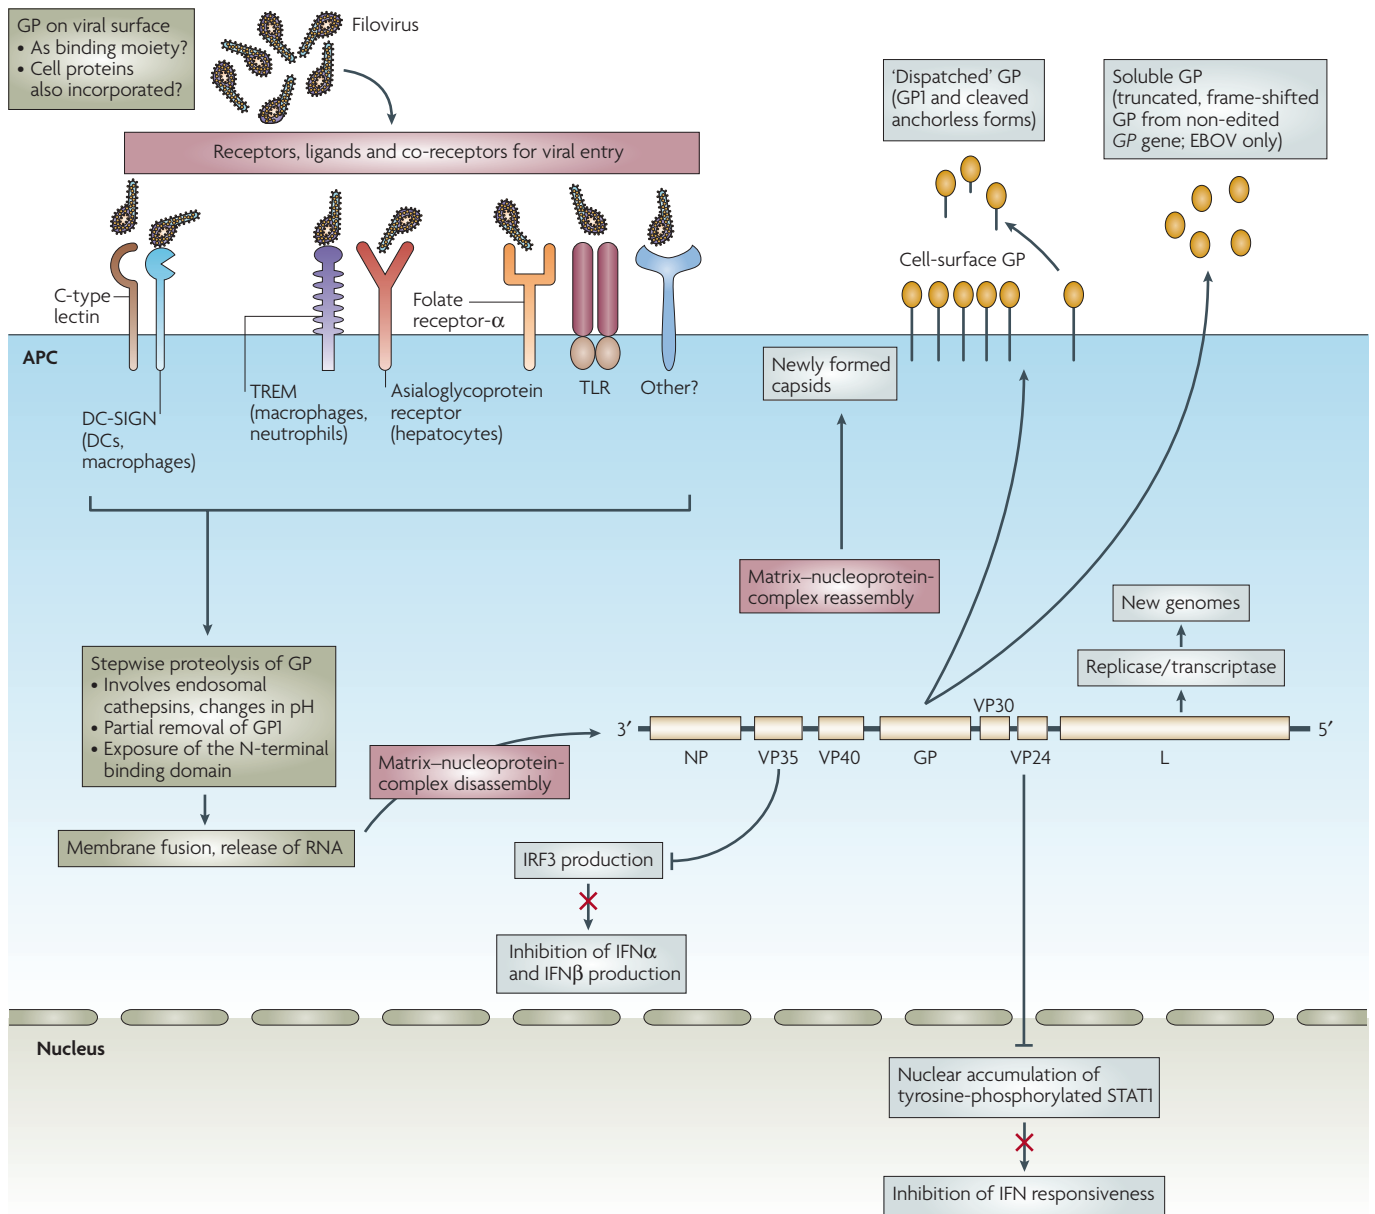 GP on viral surface
• As binding moiety?
• Cell proteins
also incorporated?
Filovirus
Receptors, ligands and co-receptors for viral entry
‘Dispatched’ GP
(GP1 and cleaved
anchorless forms)
Soluble GP
(truncated, frame-shifted
GP from non-edited
GP gene; EBOV only)
Cell-surface GP
C-type
lectin
Folate
receptor-α
APC
DC-SIGN
(DCs,
macrophages)
TREM
(macrophages,
neutrophils)
Asialoglycoprotein
receptor
(hepatocytes)
TLR
Other?
Newly formed
capsids
Matrix–nucleoprotein-
complex reassembly
New genomes
Replicase/transcriptase
Stepwise proteolysis of GP
• Involves endosomal
cathepsins, changes in pH
• Partial removal of GP1
• Exposure of the N-terminal
binding domain
Membrane fusion, release of RNA
Matrix–nucleoprotein-
complex disassembly
3′
NP
VP35
VP40
GP
VP30
VP24
L
5′
IRF3 production
Inhibition of IFNα
and IFNβ production
Nucleus
Nuclear accumulation of
tyrosine-phosphorylated STAT1
Inhibition of IFN responsiveness